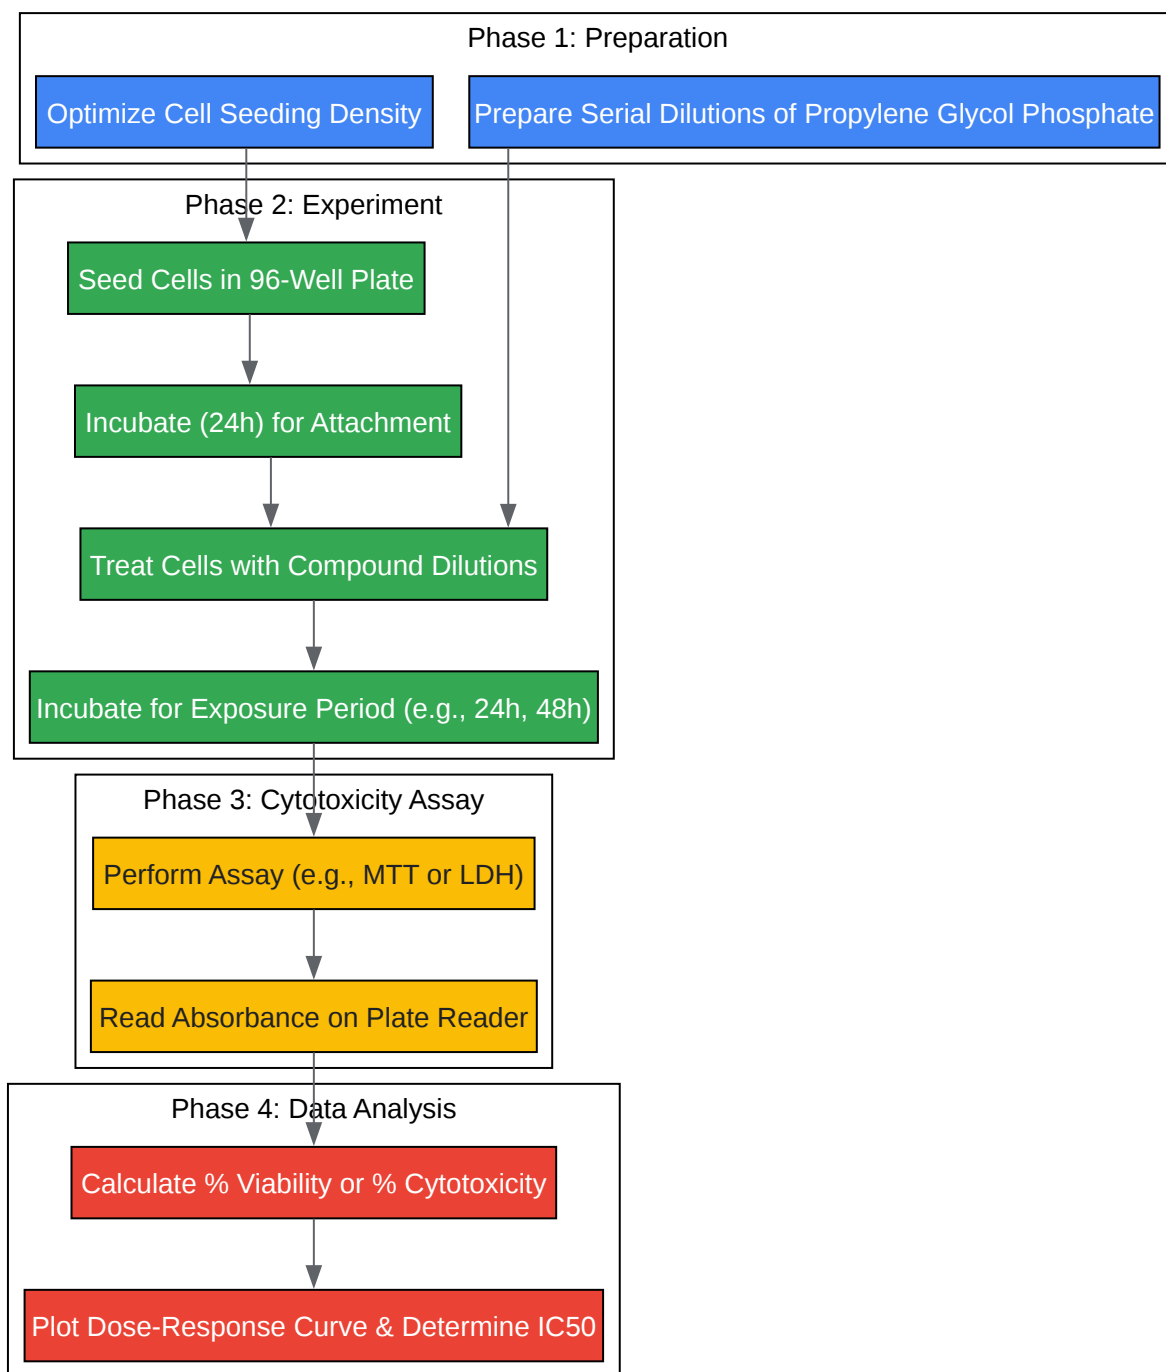 Phase 1: Preparation
Optimize Cell Seeding Density
Prepare Serial Dilutions of Propylene Glycol Phosphate
Phase 2: Experiment
Seed Cells in 96-Well Plate
Incubate (24h) for Attachment
Treat Cells with Compound Dilutions
Incubate for Exposure Period (e.g., 24h, 48h)
Phase 3: Cytotoxicity Assay
Perform Assay (e.g., MTT or LDH)
Read Absorbance on Plate Reader
Phase 4: Data Analysis
Calculate % Viability or % Cytotoxicity
Plot Dose-Response Curve & Determine IC50